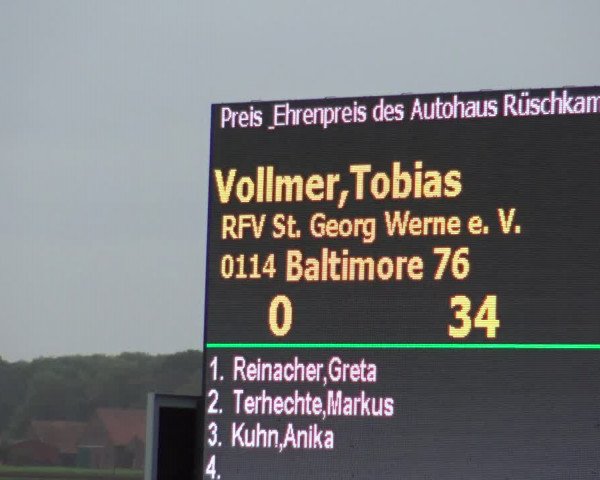 Preis _Ehrenpreis des Autohaus Rüschkam
Vollmer,Tobias
RFV St. Georg Werne e. V.
0114 Baltimore 76
0 34
1. Reinacher,Greta
2. Terhechte,Markus
3. Kuhn,Anika
4.